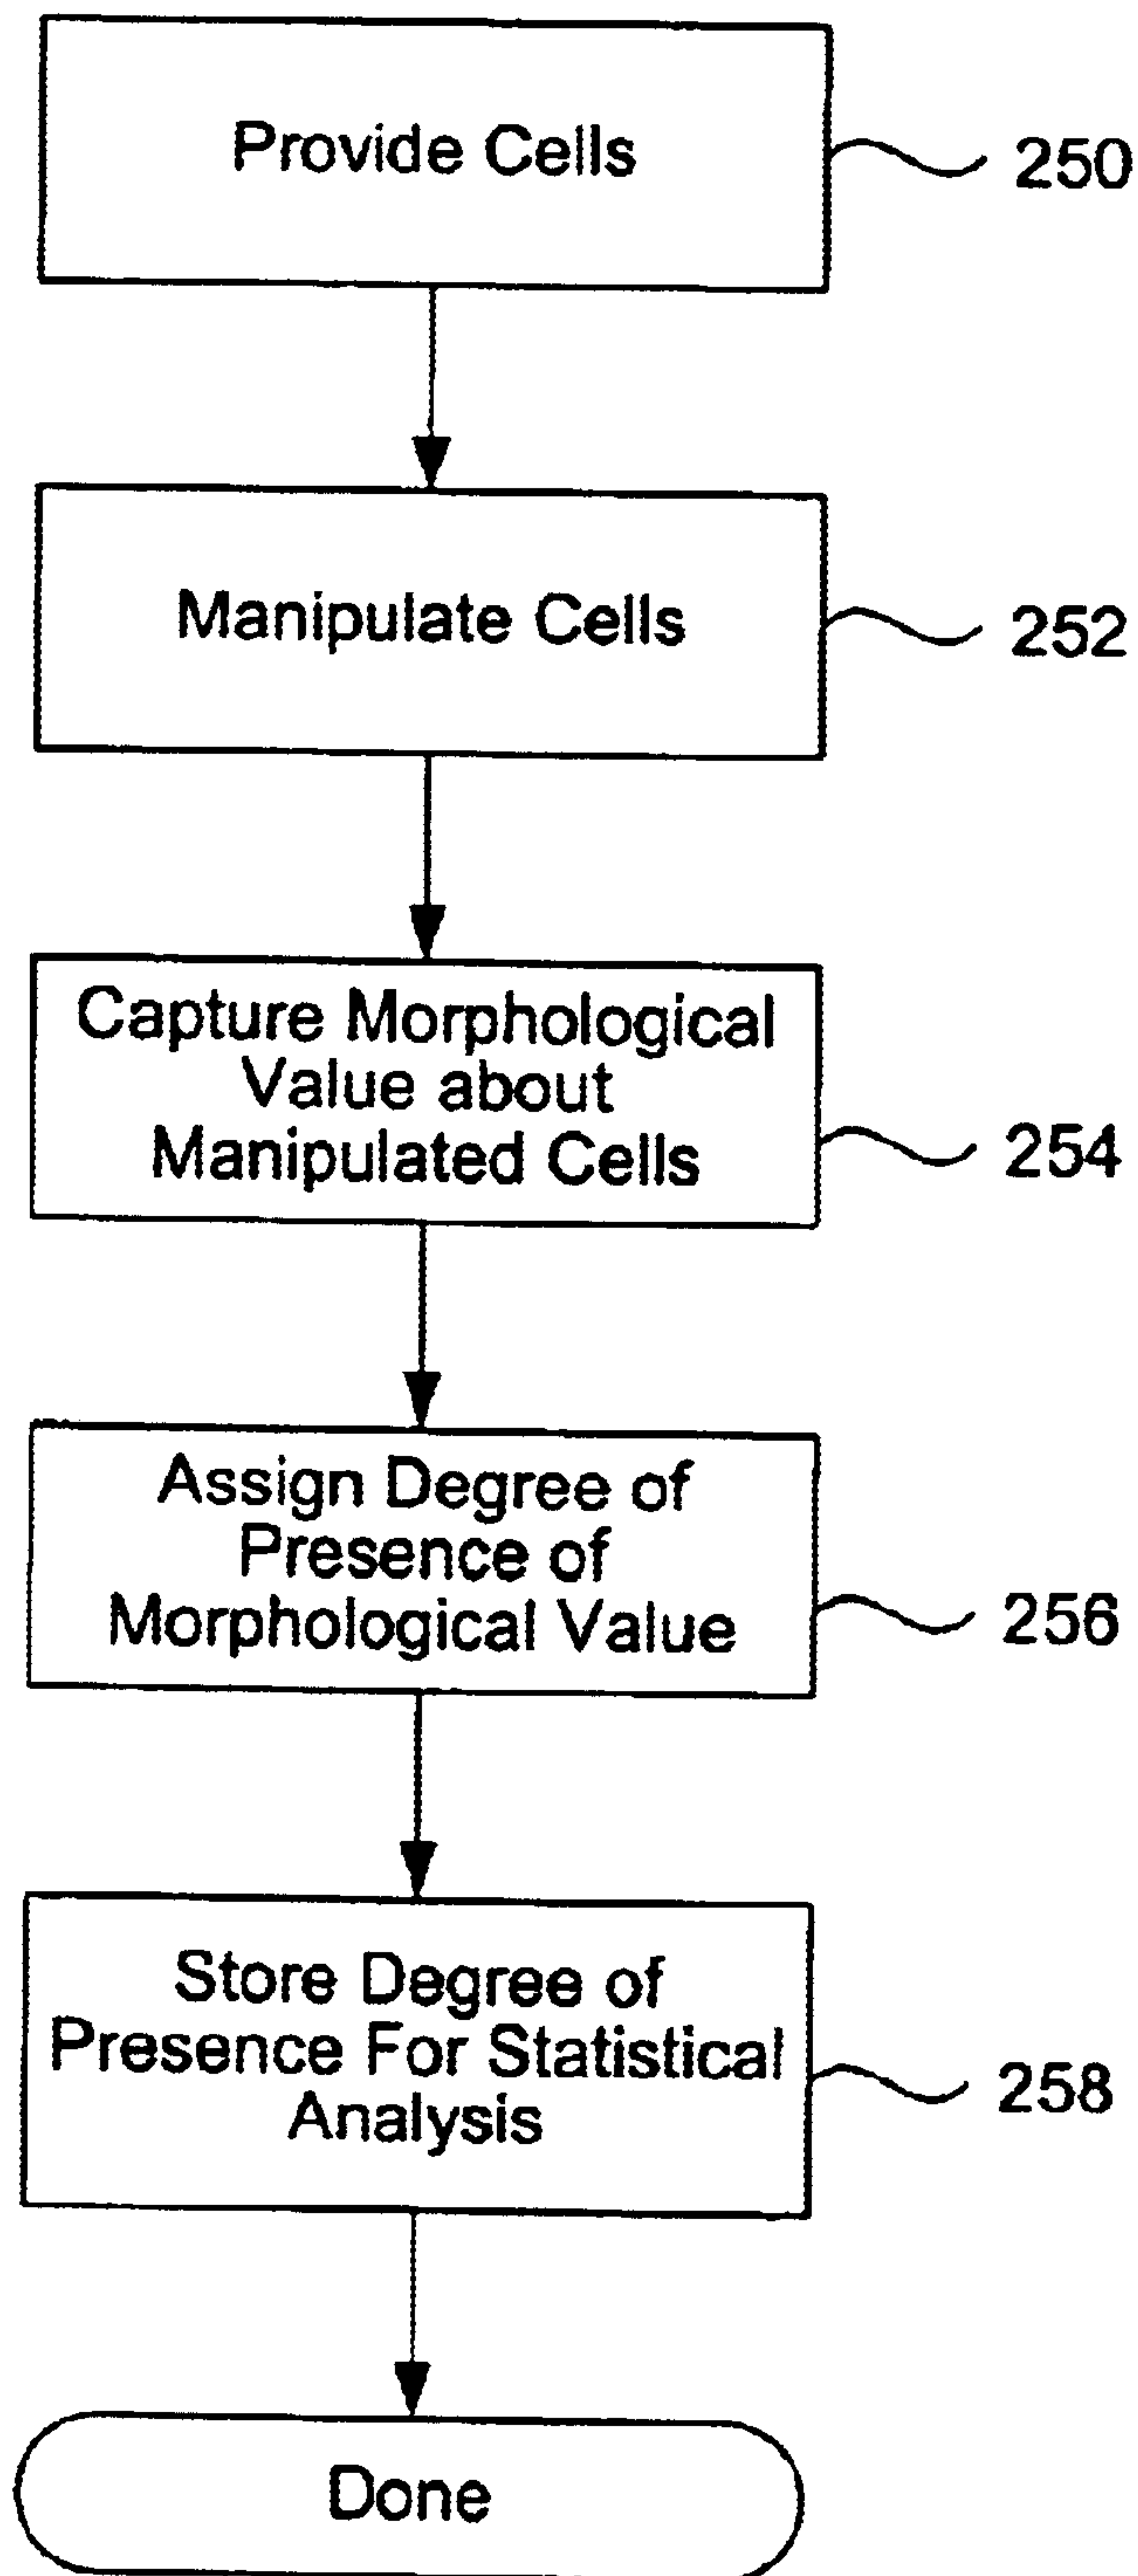 Provide Cells
250
Manipulate Cells
252
Capture Morphological
Value about
Manipulated Cells
254
Assign Degree of
Presence of
Morphological Value
256
Store Degree of
Presence For Statistical
Analysis
258
Done